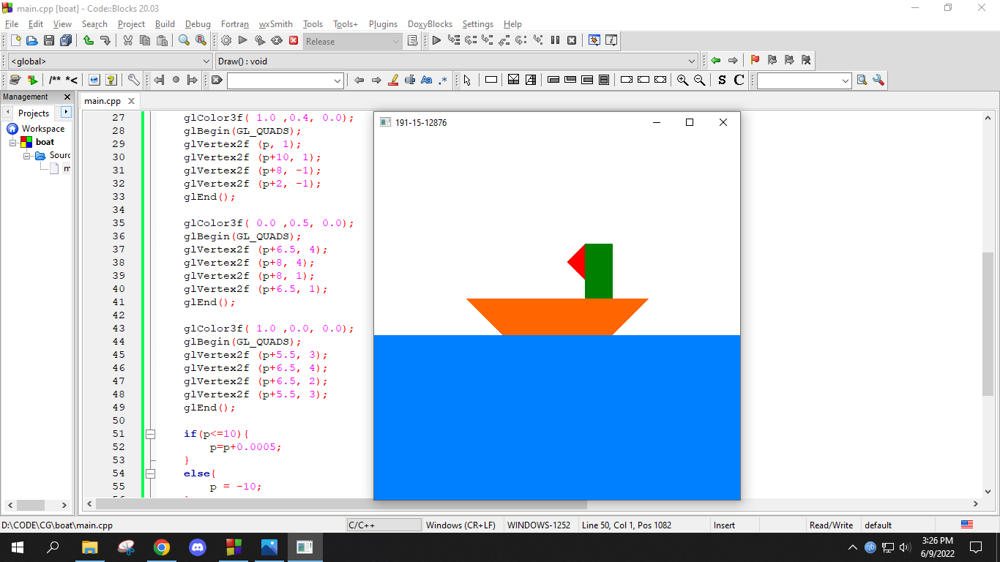 main.cpp [boat] - Code::Blocks 20.03
File Edit View Search Project Build Debug Fortran wxSmith Tools Tools+ Plugins DoxyBlocks Settings Help
Release
<global> Draw() : void
/** *< Aa .* S C
Management
Projects
main.cpp
Workspace
boat
Sourc
m
27 glColor3f( 1.0 ,0.4, 0.0);
28 glBegin(GL_QUADS);
29 glVertex2f (p, 1);
30 glVertex2f (p+10, 1);
31 glVertex2f (p+8, -1);
32 glVertex2f (p+2, -1);
33 glEnd();
34
35 glColor3f( 0.0 ,0.5, 0.0);
36 glBegin(GL_QUADS);
37 glVertex2f (p+6.5, 4);
38 glVertex2f (p+8, 4);
39 glVertex2f (p+8, 1);
40 glVertex2f (p+6.5, 1);
41 glEnd();
42
43 glColor3f( 1.0 ,0.0, 0.0);
44 glBegin(GL_QUADS);
45 glVertex2f (p+5.5, 3);
46 glVertex2f (p+6.5, 4);
47 glVertex2f (p+6.5, 2);
48 glVertex2f (p+5.5, 3);
49 glEnd();
50
51 if(p<=10){
52 p=p+0.0005;
53 }
54 else{
55 p = -10;
191-15-12876
D:\CODE\CG\boat\main.cpp C/C++ Windows (CR+LF) WINDOWS-1252 Line 50, Col 1, Pos 1082 Insert Read/Write default
qb
3:26 PM
6/9/2022